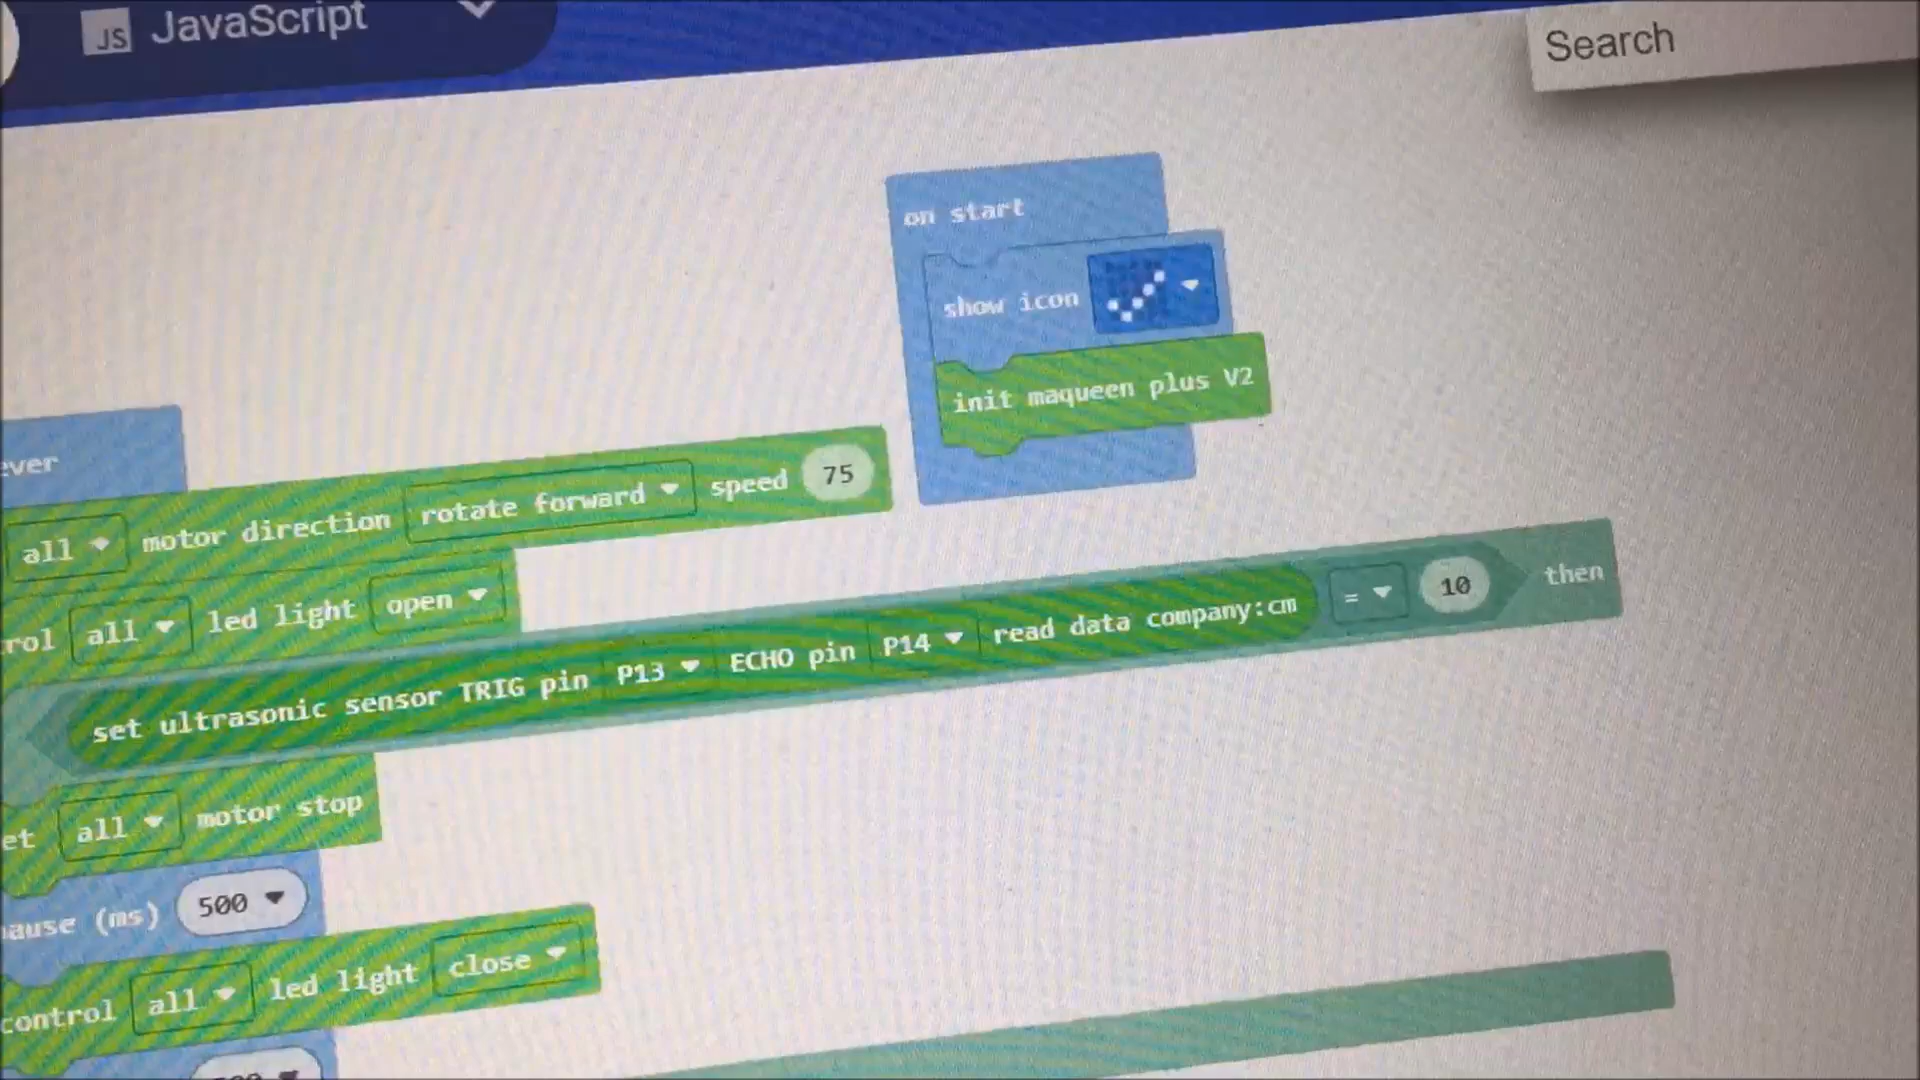 JS JavaScript
Search
on start
show icon
init maqueen plus V2
ever
all motor direction rotate forward speed 75
rol all led light open
set ultrasonic sensor TRIG pin P13 ECHO pin P14 read data company:cm = 10 then
et all motor stop
ause (ms) 500
control all led light close